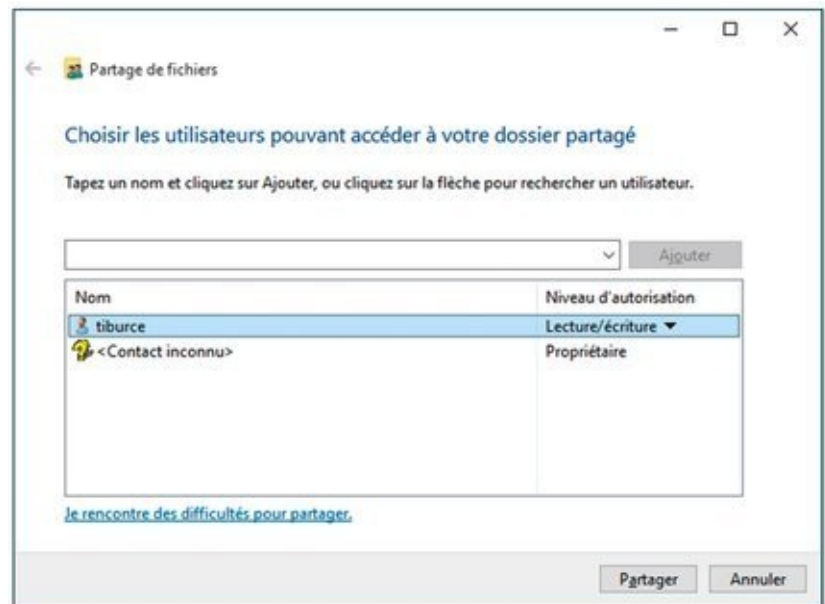 Partage de fichiers
Choisir les utilisateurs pouvant accéder à votre dossier partagé
Tapez un nom et cliquez sur Ajouter, ou cliquez sur la flèche pour rechercher un utilisateur.
Ajouter
Nom Niveau d'autorisation
tiburce Lecture/écriture
<Contact inconnu> Propriétaire
Je rencontre des difficultés pour partager.
Partager Annuler